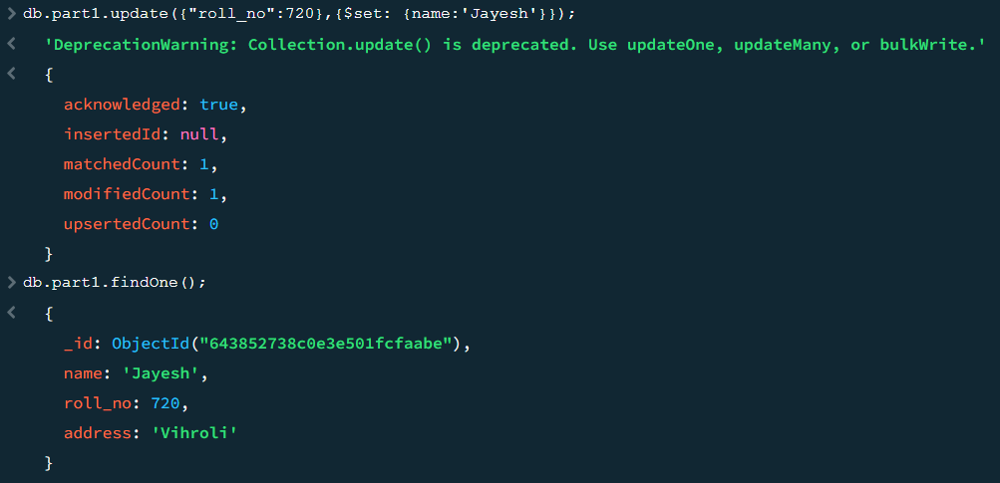 > db.part1.update({"roll_no":720},{$set: {name:'Jayesh'}});
< 'DeprecationWarning: Collection.update() is deprecated. Use updateOne, updateMany, or bulkWrite.'
< {
acknowledged: true,
insertedId: null,
matchedCount: 1,
modifiedCount: 1,
upsertedCount: 0
}
> db.part1.findOne();
< {
_id: ObjectId("643852738c0e3e501fcfaabe"),
name: 'Jayesh',
roll_no: 720,
address: 'Vihroli'
}